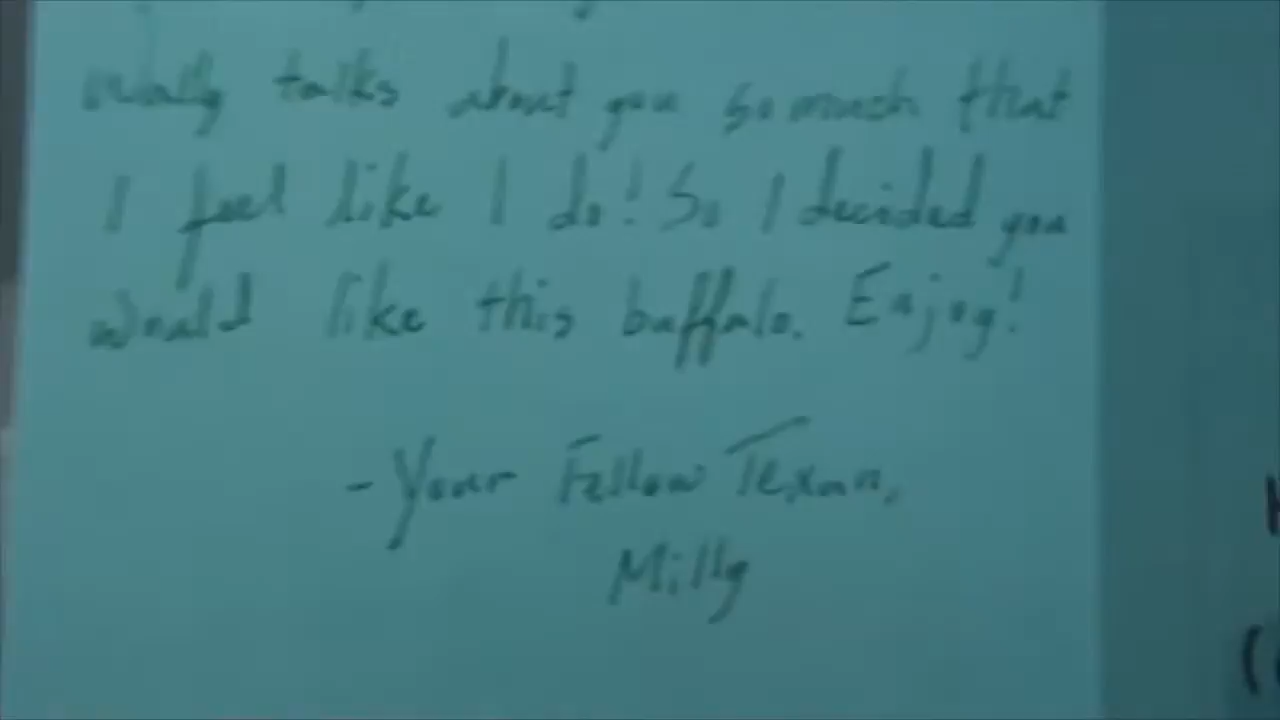 Wally talks about you so much that
I feel like I do! So I decided you
would like this buffalo. Enjoy!
- Your Fellow Texan,
Milly